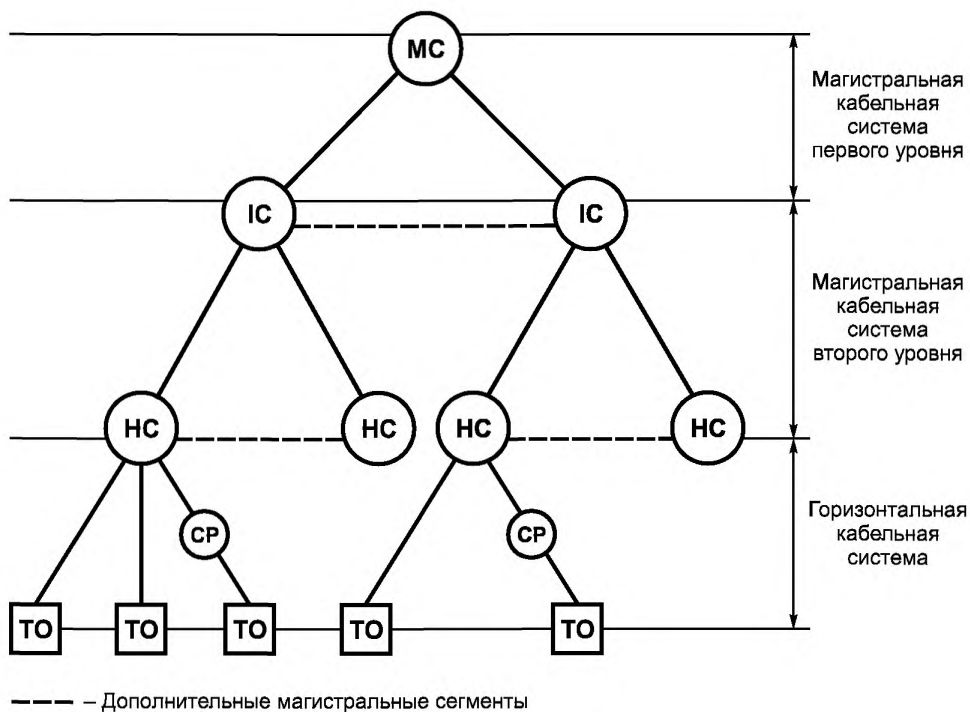 MC
Магистральная
кабельная
система
первого уровня
IC
IC
Магистральная
кабельная
система
второго уровня
HC
HC
HC
HC
CP
CP
Горизонтальная
кабельная
система
TO
TO
TO
TO
TO
– Дополнительные магистральные сегменты